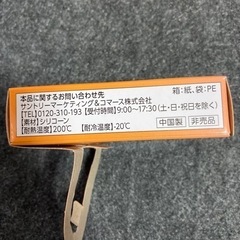 本品に関するお問い合わせ先
サントリーマーケティング&コマース株式会社
[TEL]0120-310-193 [受付時間]9:00~17:30(土・日・祝日を除く)
[素材]シリコーン
[耐熱温度]200℃ [耐冷温度]-20℃
箱:紙、袋:PE
中国製 非売品